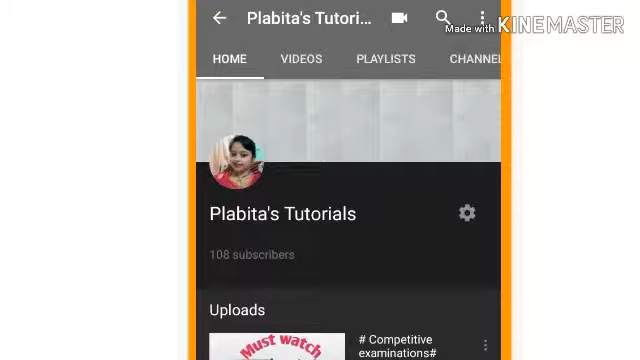 Plabita's Tutori...
Made with KINEMASTER
HOME VIDEOS PLAYLISTS CHANNEL
Plabita's Tutorials
108 subscribers
Uploads
Must watch
# Competitive
examinations#